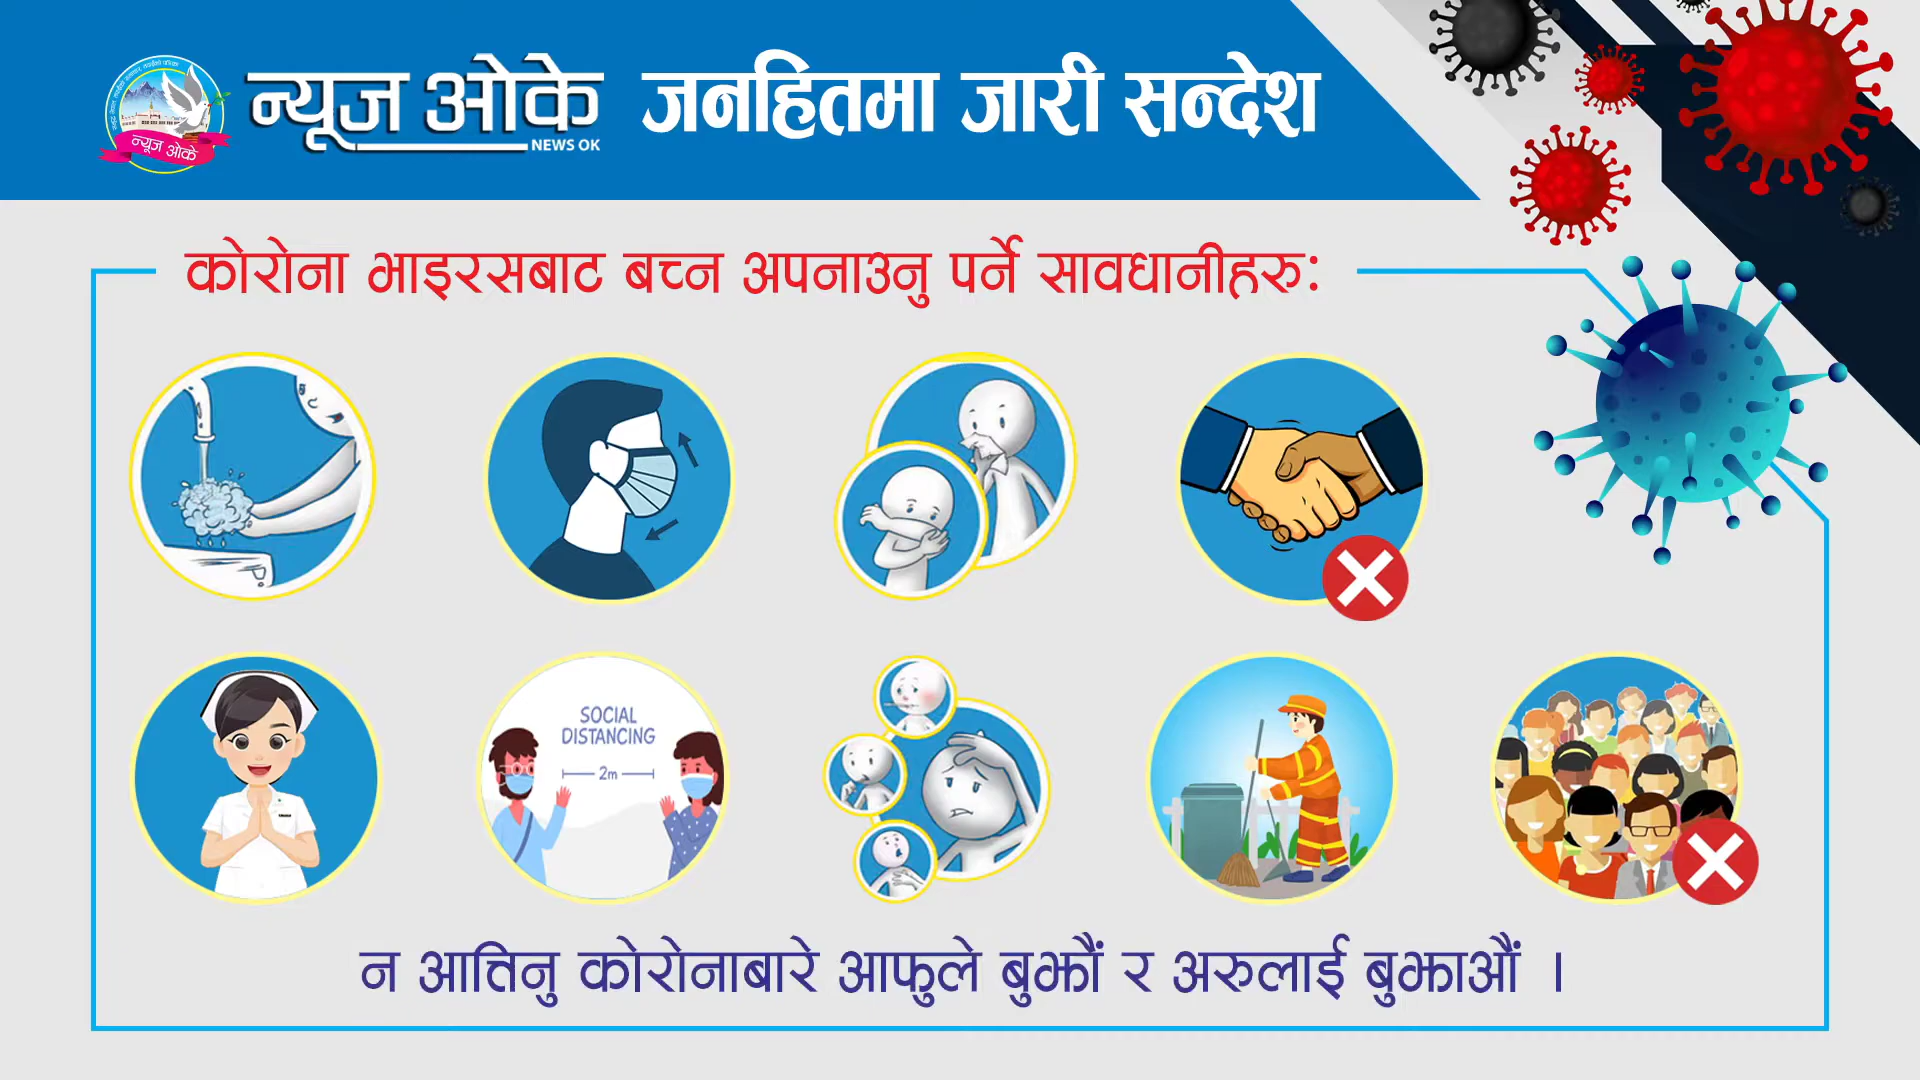 न्यूज ओके
न्यूज ओके
NEWS OK
जनहितमा जारी सन्देश
कोरोना भाइरसबाट बच्न अपनाउनु पर्ने सावधानीहरुः
SOCIAL
DISTANCING
2m
न आत्तिनु कोरोनाबारे आफुले बुझौं र अरुलाई बुझाऔं ।